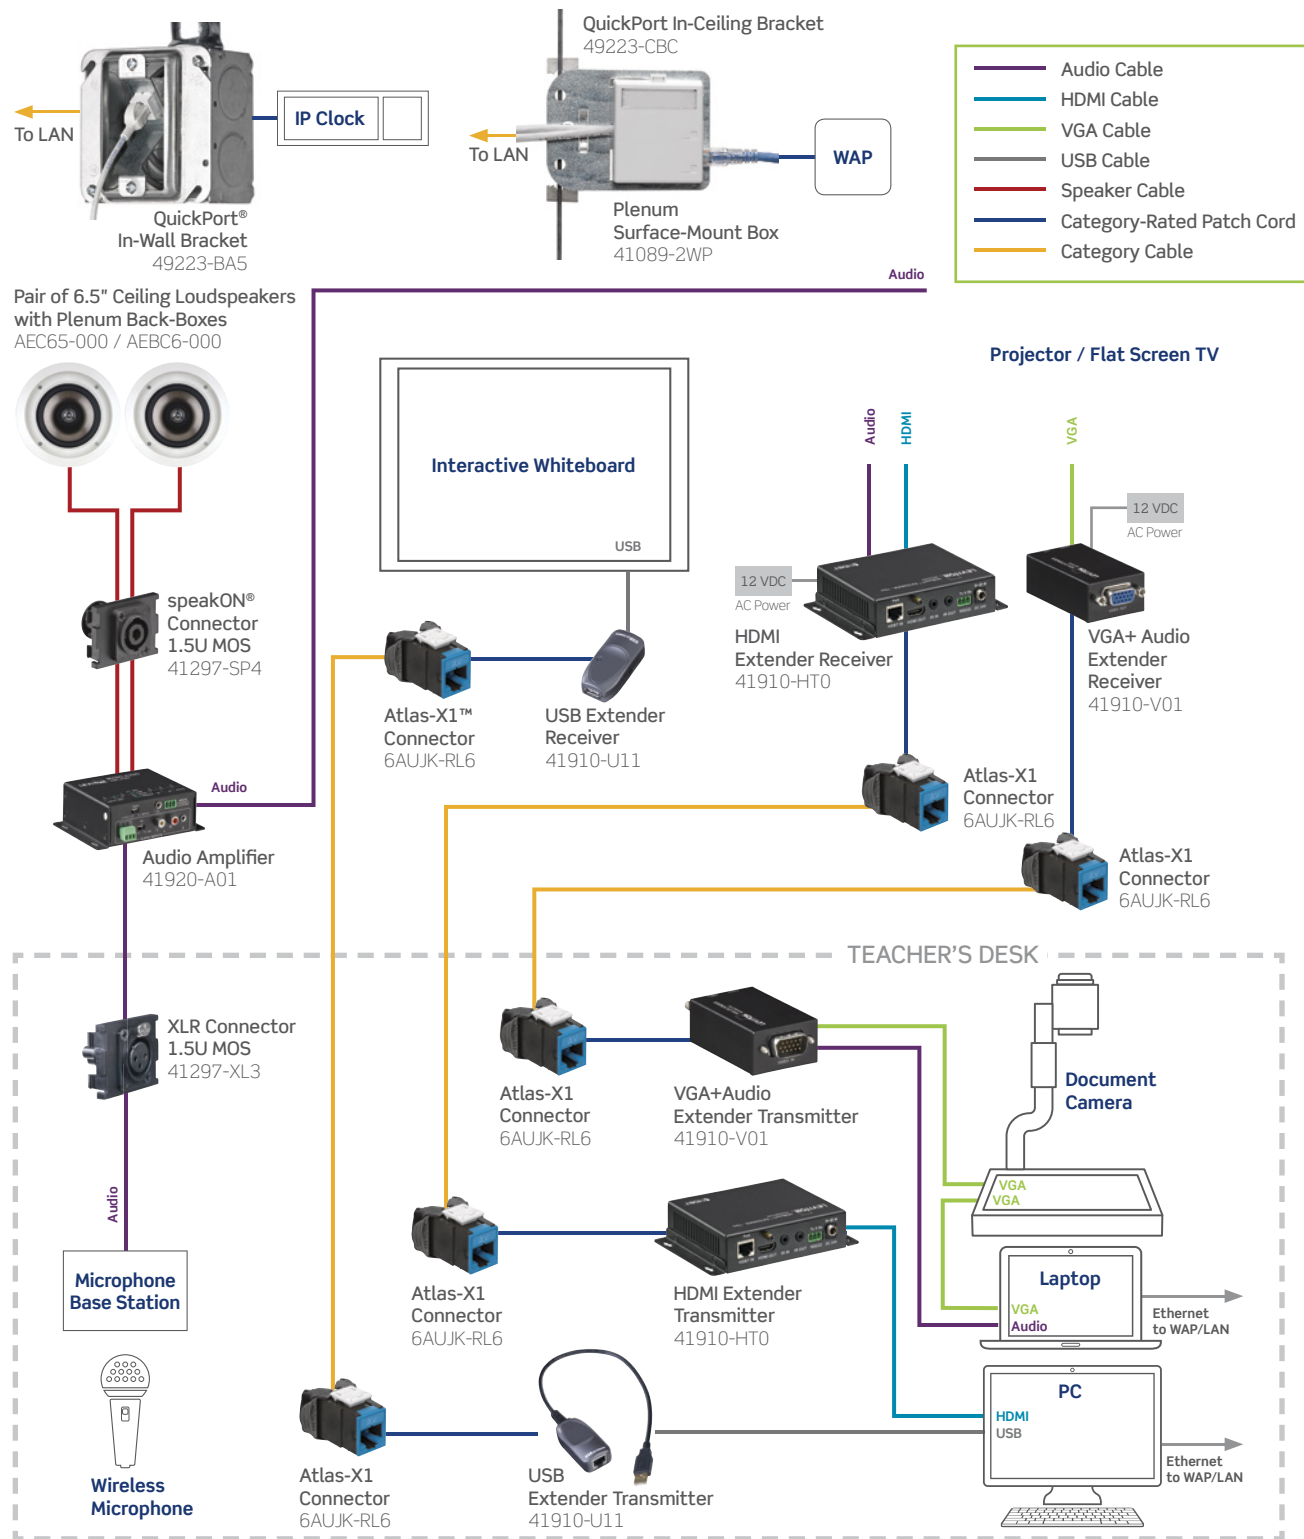 QuickPort In-Ceiling Bracket
49223-CBC
Audio Cable
HDMI Cable
VGA Cable
USB Cable
Speaker Cable
Category-Rated Patch Cord
Category Cable
To LAN
IP Clock
To LAN
WAP
QuickPort®
In-Wall Bracket
49223-BA5
Plenum
Surface-Mount Box
41089-2WP
Audio
Pair of 6.5" Ceiling Loudspeakers
with Plenum Back-Boxes
AEC65-000 / AEBC6-000
Projector / Flat Screen TV
Audio
HDMI
VGA
Interactive Whiteboard
USB
12 VDC
AC Power
12 VDC
AC Power
speakON®
Connector
1.5U MOS
41297-SP4
HDMI
Extender Receiver
41910-HT0
VGA+ Audio
Extender
Receiver
41910-V01
Atlas-X1™
Connector
6AUJK-RL6
USB Extender
Receiver
41910-U11
Atlas-X1
Connector
6AUJK-RL6
Audio
Audio Amplifier
41920-A01
Atlas-X1
Connector
6AUJK-RL6
TEACHER'S DESK
XLR Connector
1.5U MOS
41297-XL3
Atlas-X1
Connector
6AUJK-RL6
VGA+Audio
Extender Transmitter
41910-V01
Document
Camera
VGA
VGA
Audio
Microphone
Base Station
Atlas-X1
Connector
6AUJK-RL6
HDMI Extender
Transmitter
41910-HT0
Laptop
VGA
Audio
Ethernet
to WAP/LAN
PC
HDMI
USB
Ethernet
to WAP/LAN
Wireless
Microphone
Atlas-X1
Connector
6AUJK-RL6
USB
Extender Transmitter
41910-U11